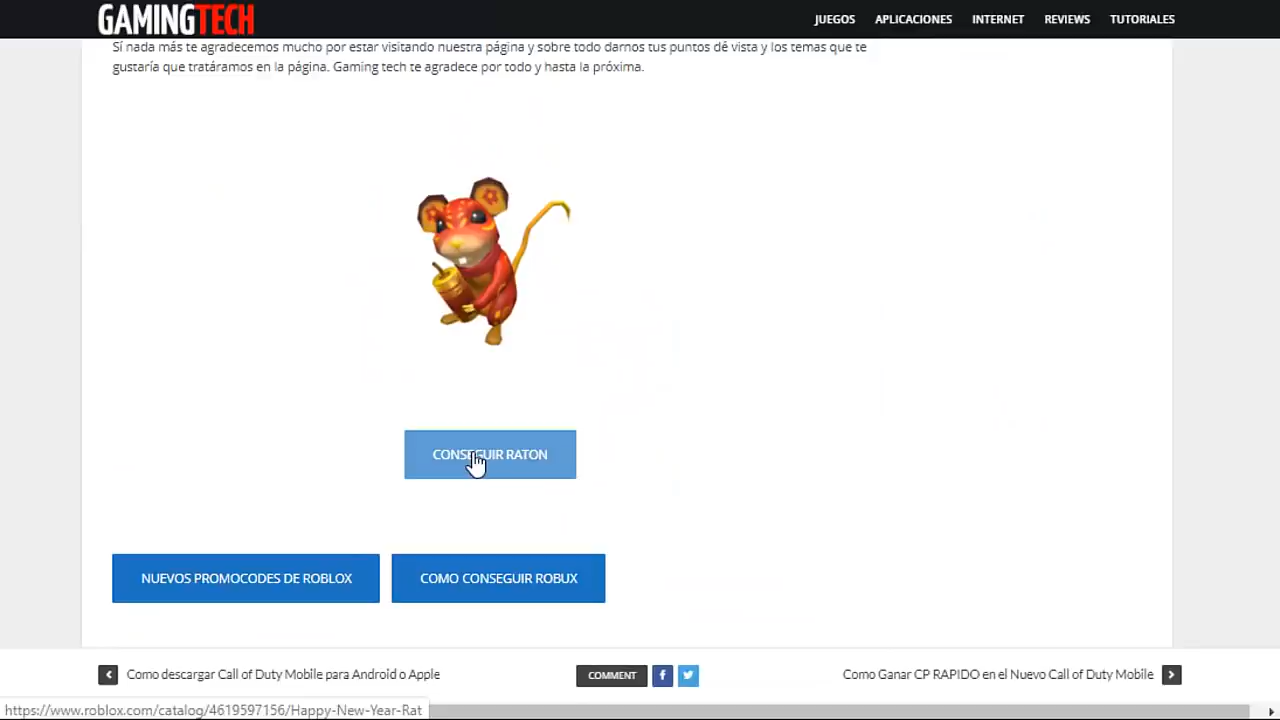 GAMINGTECH
JUEGOS APLICACIONES INTERNET REVIEWS TUTORIALES
Sí nada más te agradecemos mucho por estar visitando nuestra página y sobre todo darnos tus puntos dé vista y los temas que te
gustaría que tratáramos en la página. Gaming tech te agradece por todo y hasta la próxima.
CONSEGUIR RATON
NUEVOS PROMOCODES DE ROBLOX COMO CONSEGUIR ROBUX
Como descargar Call of Duty Mobile para Android o Apple COMMENT Como Ganar CP RAPIDO en el Nuevo Call of Duty Mobile
https://www.roblox.com/catalog/4619597156/Happy-New-Year-Rat